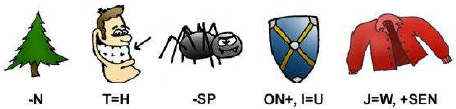 -N T=H -SP ON+, I=U J=W, +SEN